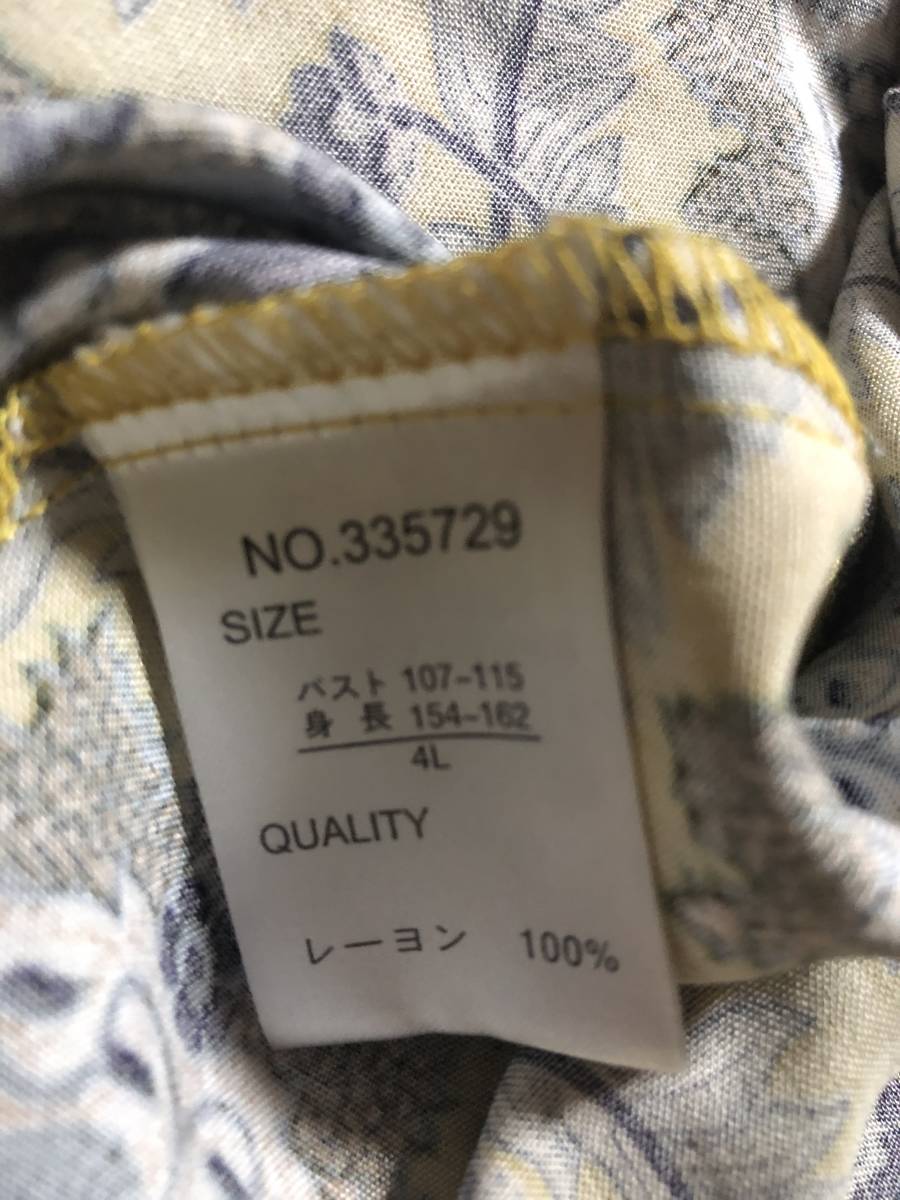 NO.335729
SIZE
バスト 107~115
身長 154~162
4L
QUALITY
レーヨン 100%